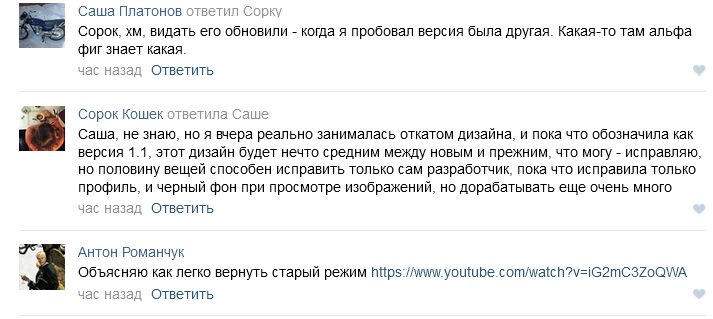 Саша Платонов ответил Сорку
Сорок, хм, видать его обновили - когда я пробовал версия была другая. Какая-то там альфа
фиг знает какая.
час назад Ответить
Сорок Кошек ответила Саше
Саша, не знаю, но я вчера реально занималась откатом дизайна, и пока что обозначила как
версия 1.1, этот дизайн будет нечто средним между новым и прежним, что могу - исправляю,
но половину вещей способен исправить только сам разработчик, пока что исправила только
профиль, и черный фон при просмотре изображений, но дорабатывать еще очень много
час назад Ответить
Антон Романчук
Объясняю как легко вернуть старый режим https://www.youtube.com/watch?v=iG2mC3ZoQWA
час назад Ответить